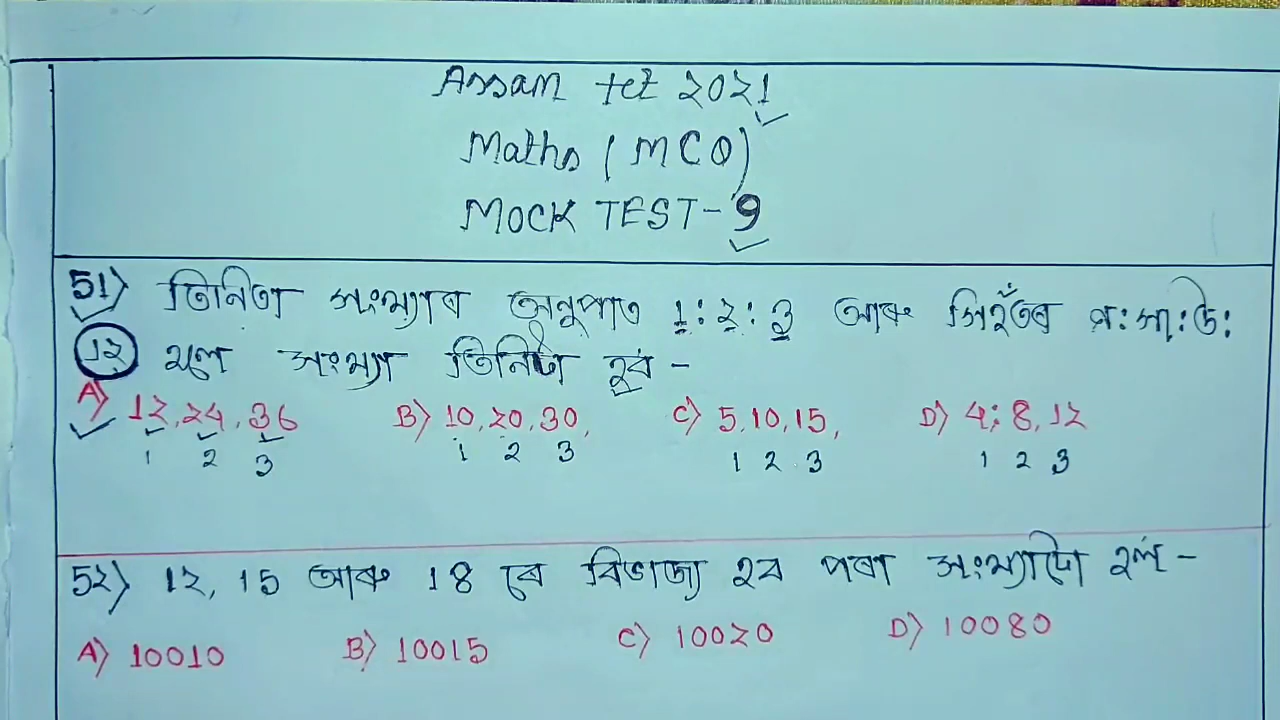 Assam tet 2021
Maths (MCQ)
MOCK TEST-9
51) তিনিটা সংখ্যাৰ অনুপাত 1:2:3 আৰু সিহঁতৰ গ:সা:উ:
12 হলে সংখ্যা তিনিটা হব -
A) 12, 24, 36 B) 10, 20, 30, C) 5, 10, 15, D) 4; 8, 12
1 2 3 1 2 3 1 2 3 1 2 3
52) 12, 15 আৰু 18 ৰে বিভাজ্য হব পৰা সংখ্যাটো হল -
A) 10010 B) 10015 C) 10020 D) 10080